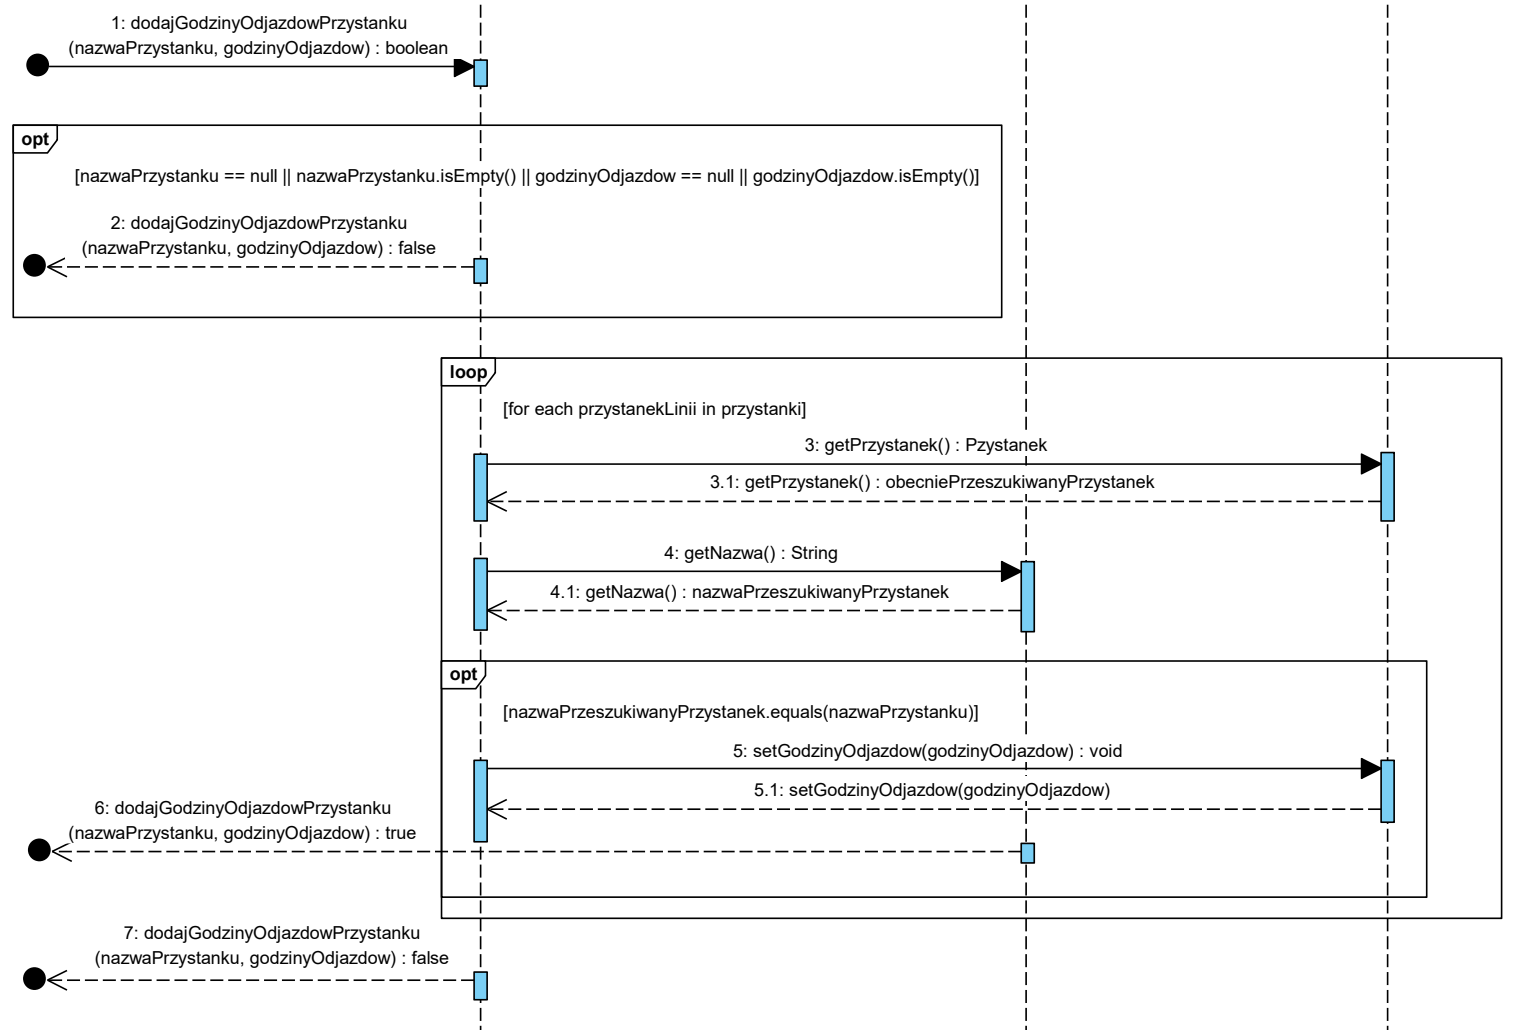 1: dodajGodzinyOdjazdowPrzystanku
(nazwaPrzystanku, godzinyOdjazdow) : boolean
opt
[nazwaPrzystanku == null || nazwaPrzystanku.isEmpty() || godzinyOdjazdow == null || godzinyOdjazdow.isEmpty()]
2: dodajGodzinyOdjazdowPrzystanku
(nazwaPrzystanku, godzinyOdjazdow) : false
loop
[for each przystanekLinii in przystanki]
3: getPrzystanek() : Pzystanek
3.1: getPrzystanek() : obecniePrzeszukiwanyPrzystanek
4: getNazwa() : String
4.1: getNazwa() : nazwaPrzeszukiwanyPrzystanek
opt
[nazwaPrzeszukiwanyPrzystanek.equals(nazwaPrzystanku)]
5: setGodzinyOdjazdow(godzinyOdjazdow) : void
5.1: setGodzinyOdjazdow(godzinyOdjazdow)
6: dodajGodzinyOdjazdowPrzystanku
(nazwaPrzystanku, godzinyOdjazdow) : true
7: dodajGodzinyOdjazdowPrzystanku
(nazwaPrzystanku, godzinyOdjazdow) : false